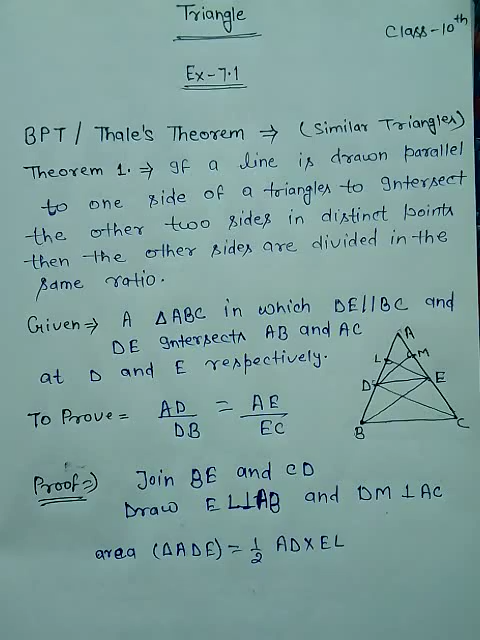 Triangle
Class-10th
Ex-7.1
BPT / Thale's Theorem ⇒ (Similar Triangles)
Theorem 1. ⇒ If a line is drawn parallel
to one side of a triangles to Intersect
the other two sides in distinct points
then the other sides are divided in the
same ratio.
Given ⇒ A ΔABC in which DE||BC and
DE Intersects AB and AC
at D and E respectively.
A
L M
D E
B C
To Prove = AD/DB = AE/EC
Proof ⇒) Join BE and CD
Draw EL⊥AB and DM⊥AC
area (ΔADE) = 1/2 AD×EL